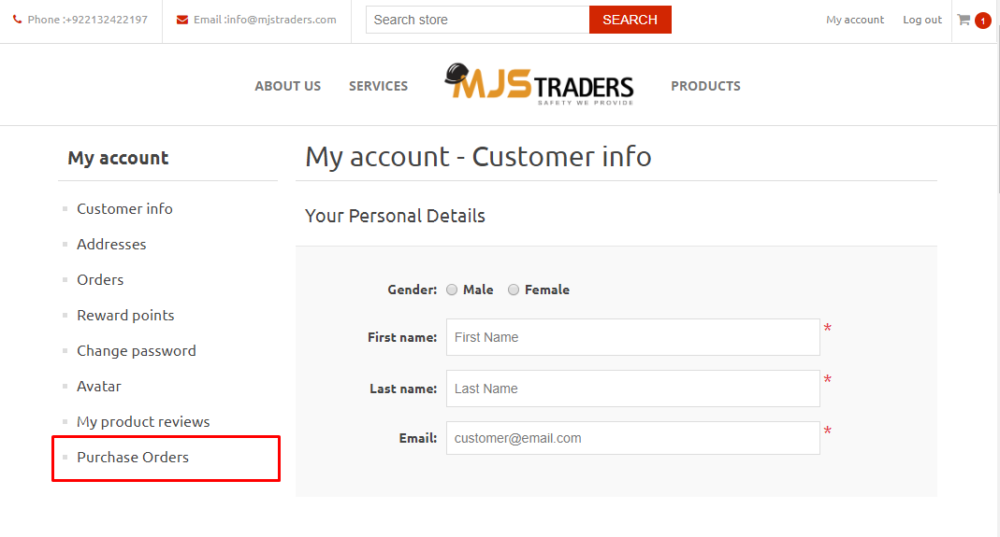 Phone :+922132422197
Email :info@mjstraders.com
Search store
SEARCH
My account
Log out
1
ABOUT US
SERVICES
MJS TRADERS
SAFETY WE PROVIDE
PRODUCTS
My account
Customer info
Addresses
Orders
Reward points
Change password
Avatar
My product reviews
Purchase Orders
My account - Customer info
Your Personal Details
Gender: Male Female
First name: First Name *
Last name: Last Name *
Email: customer@email.com *